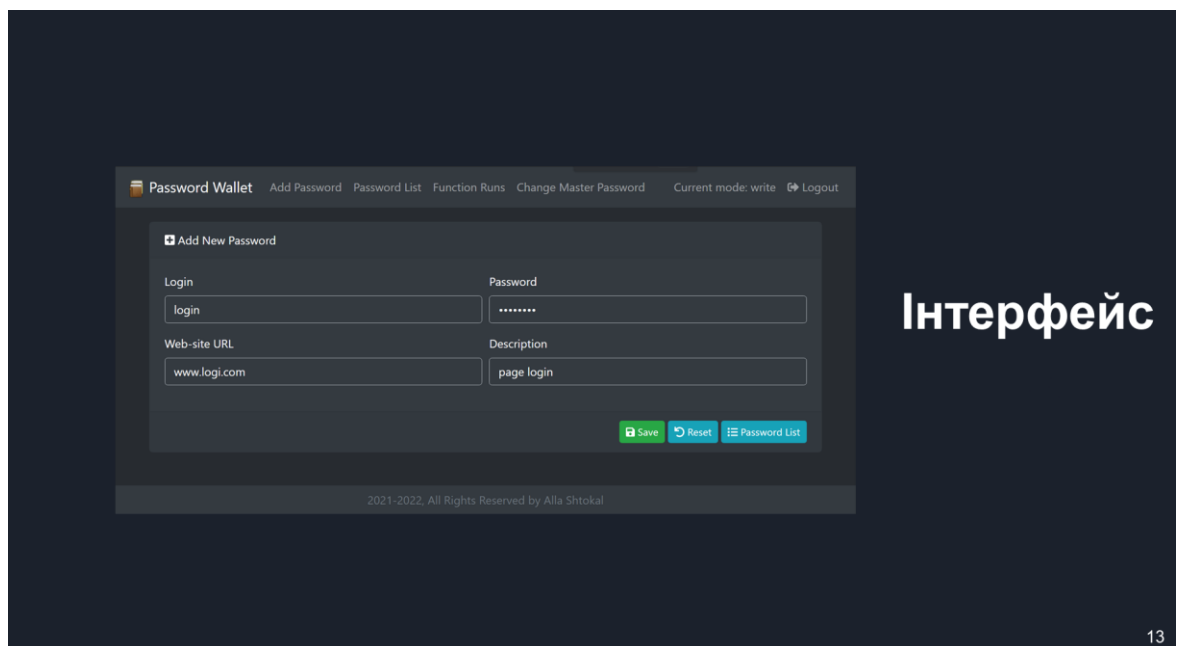 Password Wallet Add Password Password List Function Runs Change Master Password Current mode: write Logout
Add New Password
Login Password
login ••••••••
Web-site URL Description
www.logi.com page login
Save Reset Password List
2021-2022, All Rights Reserved by Alla Shtokal
Інтерфейс
13